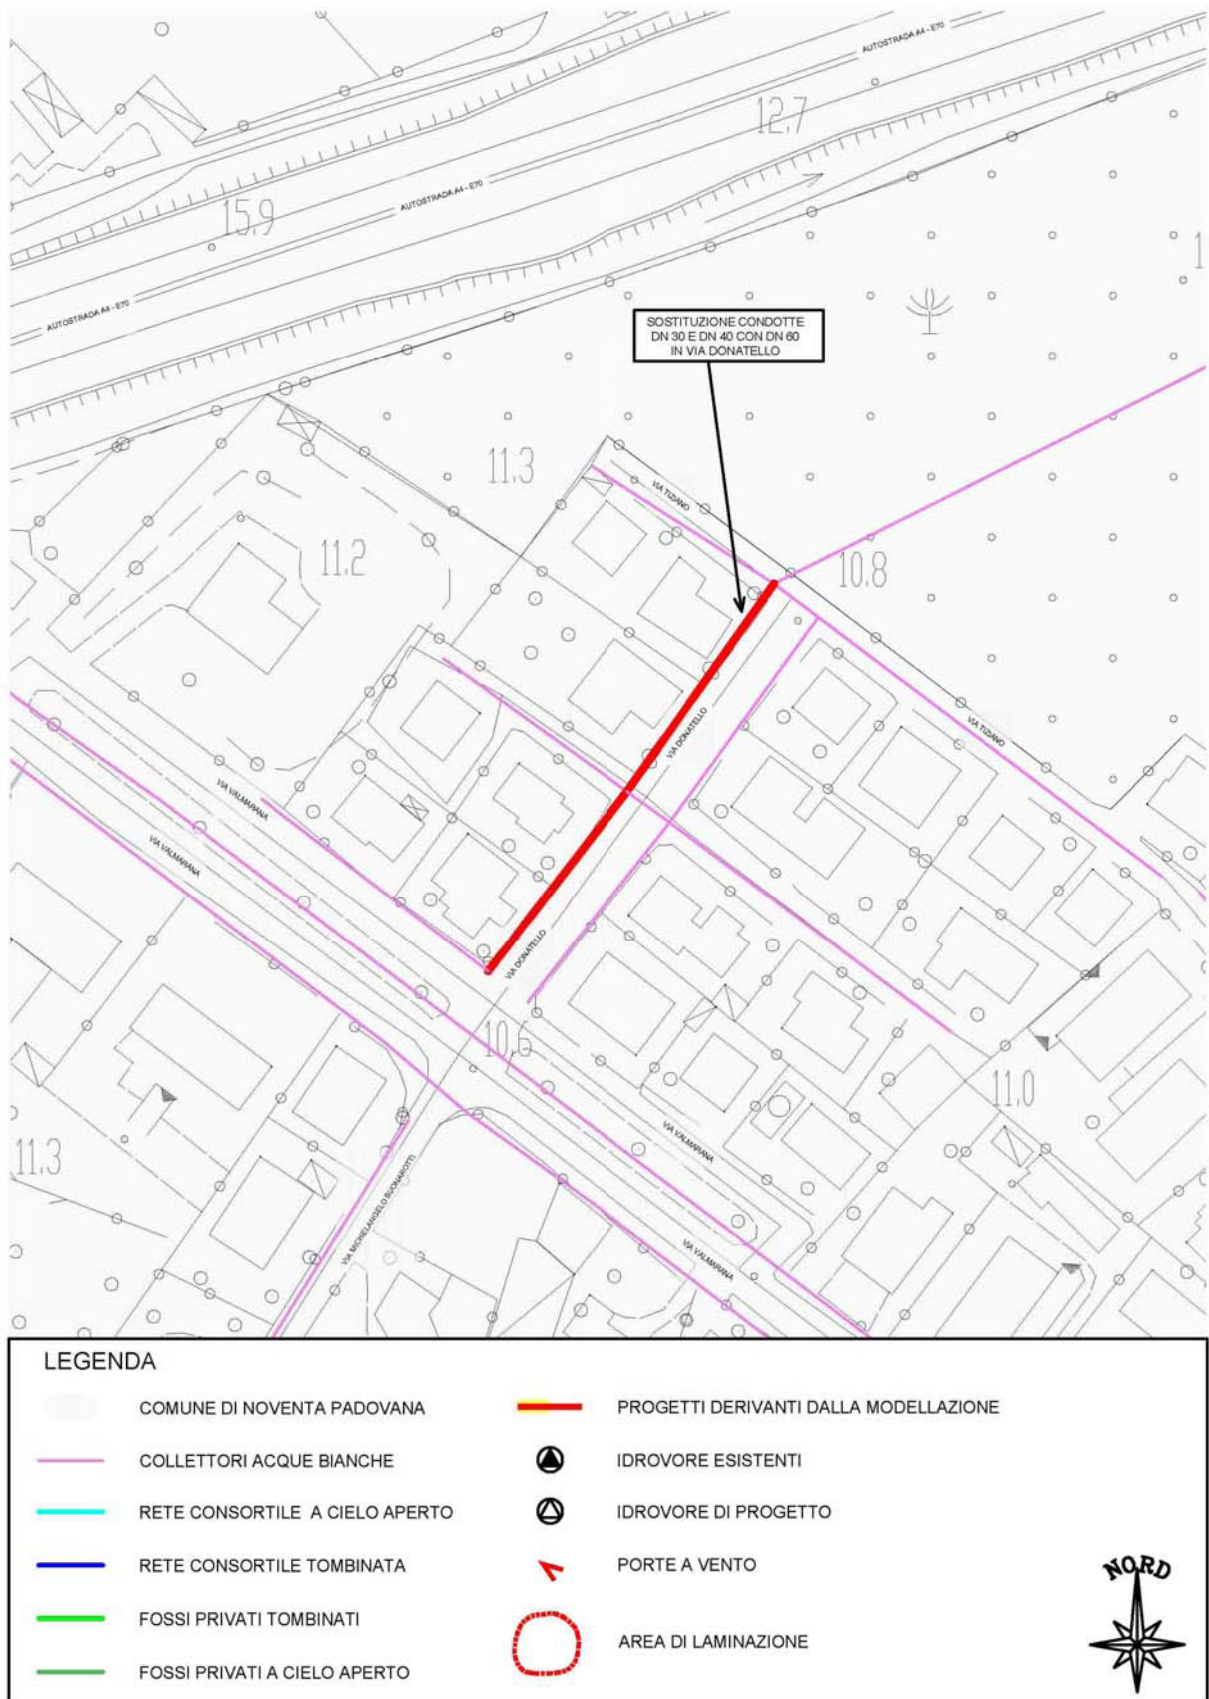 AUTOSTRADA A4 - E70
12.7
15.9
AUTOSTRADA A4 - E70
AUTOSTRADA A4 - E70
1
SOSTITUZIONE CONDOTTE
DN 30 E DN 40 CON DN 60
IN VIA DONATELLO
11.3
VIA TIZIANO
11.2
10.8
VIA DONATELLO
VIA TIZIANO
VIA VALMARANA
VIA VALMARANA
VIA DONATELLO
10.6
11.0
11.3
VIA VALMARANA
VIA MICHELANGELO BUONAROTTI
VIA VALMARANA
LEGENDA
COMUNE DI NOVENTA PADOVANA
COLLETTORI ACQUE BIANCHE
RETE CONSORTILE A CIELO APERTO
RETE CONSORTILE TOMBINATA
FOSSI PRIVATI TOMBINATI
FOSSI PRIVATI A CIELO APERTO
PROGETTI DERIVANTI DALLA MODELLAZIONE
IDROVORE ESISTENTI
IDROVORE DI PROGETTO
PORTE A VENTO
AREA DI LAMINAZIONE
NORD